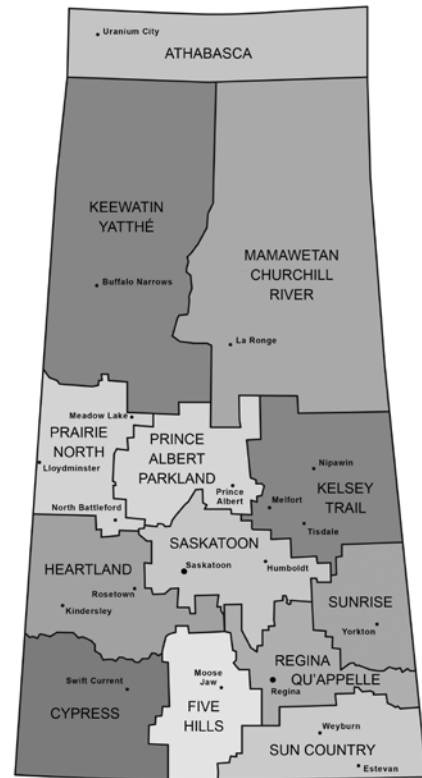 Uranium City
ATHABASCA
KEEWATIN
YATTHÉ
Buffalo Narrows
MAMAWETAN
CHURCHILL
RIVER
La Ronge
Meadow Lake
PRAIRIE
NORTH
Lloydminster
North Battleford
PRINCE
ALBERT
PARKLAND
Prince
Albert
Nipawin
KELSEY
TRAIL
Melfort
Tisdale
SASKATOON
Saskatoon
Humboldt
HEARTLAND
Rosetown
Kindersley
SUNRISE
Yorkton
REGINA
QU'APPELLE
Regina
Swift Current
CYPRESS
Moose
Jaw
FIVE
HILLS
Weyburn
SUN COUNTRY
Estevan